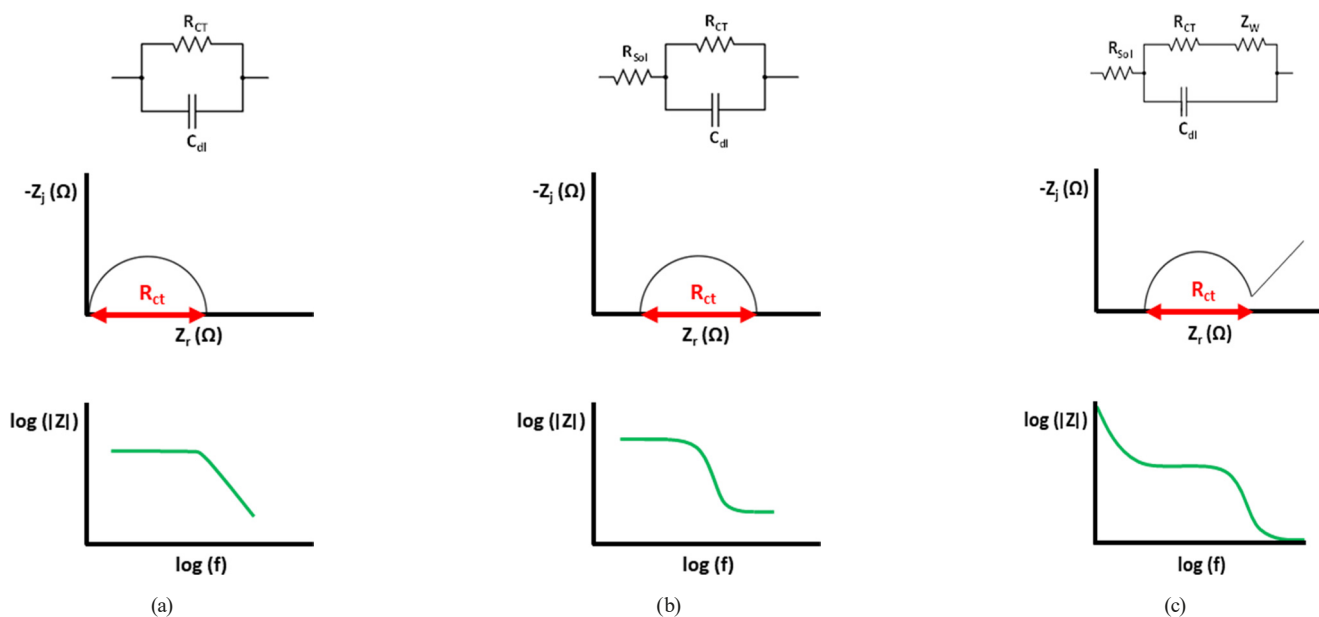 R_CT
C_dl
-Z_j (Ω)
R_ct
Z_r (Ω)
log (|Z|)
log (f)
(a)
R_Sol
R_CT
C_dl
-Z_j (Ω)
R_ct
Z_r (Ω)
log (|Z|)
log (f)
(b)
R_Sol
R_CT
Z_W
C_dl
-Z_j (Ω)
R_ct
Z_r (Ω)
log (|Z|)
log (f)
(c)